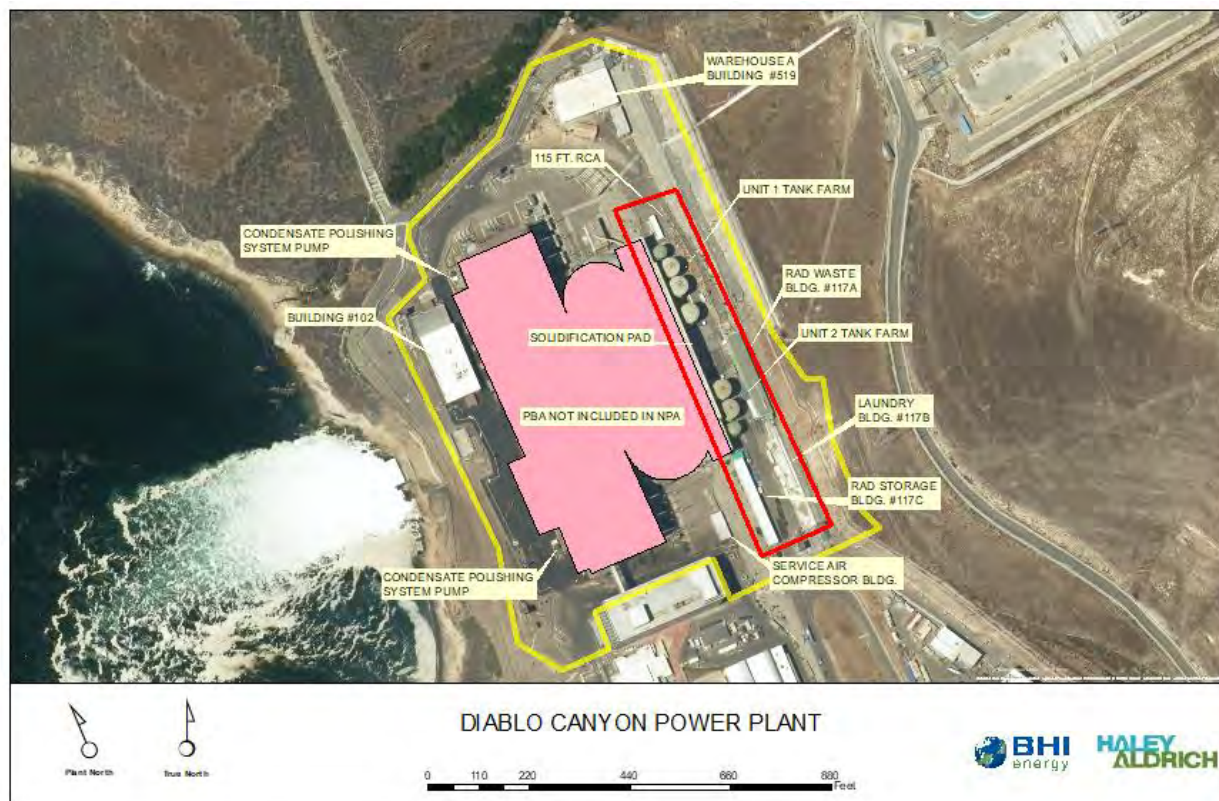 WAREHOUSE A
BUILDING #519
115 FT. RCA
UNIT 1 TANK FARM
CONDENSATE POLISHING
SYSTEM PUMP
RAD WASTE
BLDG. #117A
BUILDING #102
SOLIDIFICATION PAD
UNIT 2 TANK FARM
PBA NOT INCLUDED IN NPA
LAUNDRY
BLDG. #117B
RAD STORAGE
BLDG. #117C
SERVICE AIR
COMPRESSOR BLDG.
CONDENSATE POLISHING
SYSTEM PUMP
DIABLO CANYON POWER PLANT
Plant North
True North
0 110 220 440 660 880
Feet
BHI
energy
HALEY
ALDRICH